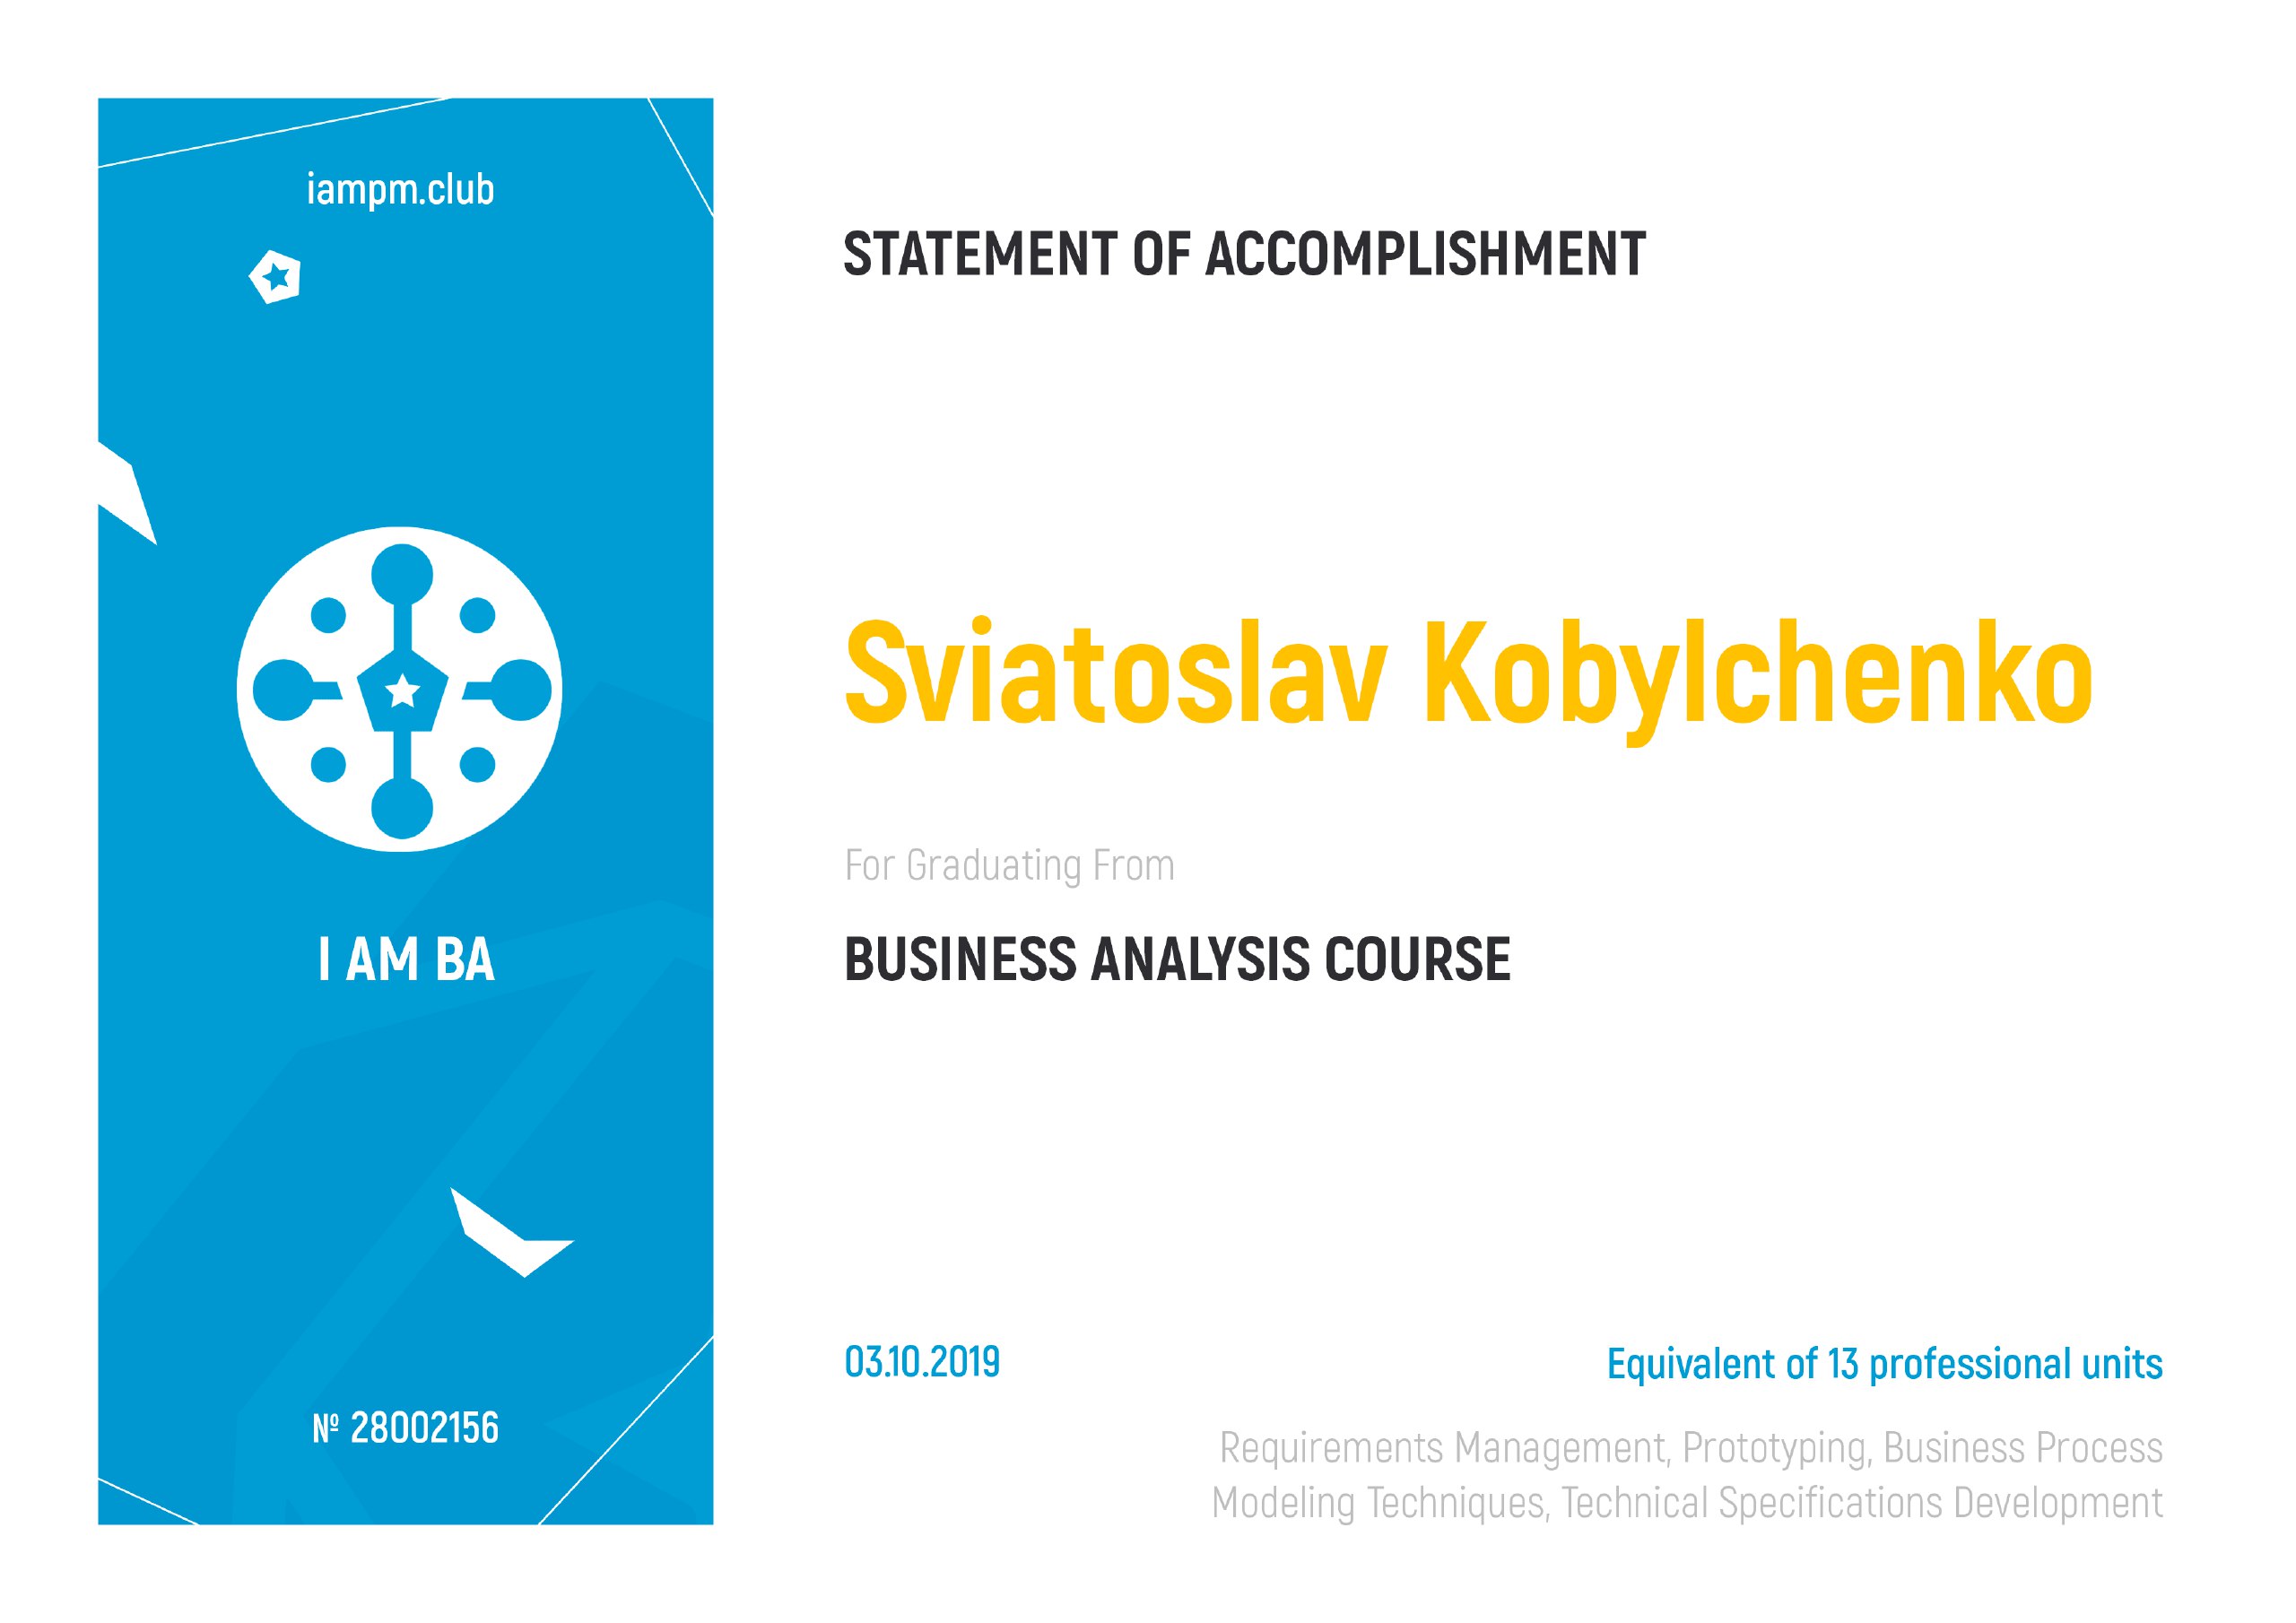 iampm.club
I AM BA
№ 28002156
STATEMENT OF ACCOMPLISHMENT
Sviatoslav Kobylchenko
For Graduating From
BUSINESS ANALYSIS COURSE
03.10.2019
Equivalent of 13 professional units
Requirements Management, Prototyping, Business Process
Modeling Techniques, Technical Specifications Development